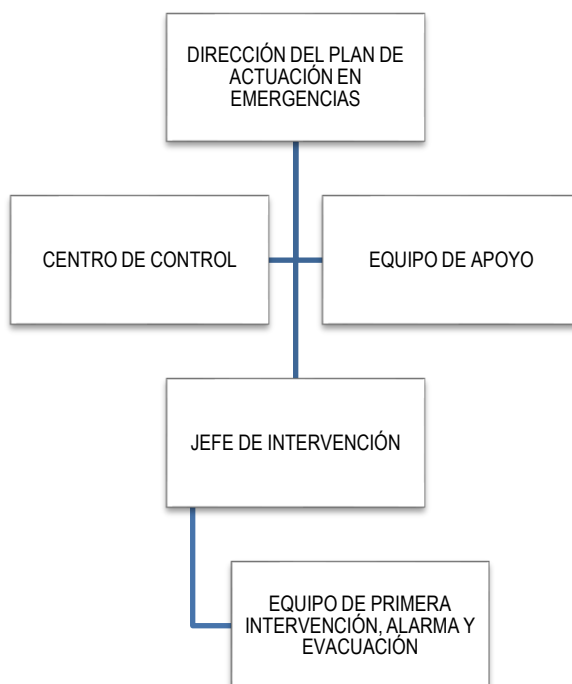 DIRECCIÓN DEL PLAN DE
ACTUACIÓN EN
EMERGENCIAS
CENTRO DE CONTROL
EQUIPO DE APOYO
JEFE DE INTERVENCIÓN
EQUIPO DE PRIMERA
INTERVENCIÓN, ALARMA Y
EVACUACIÓN